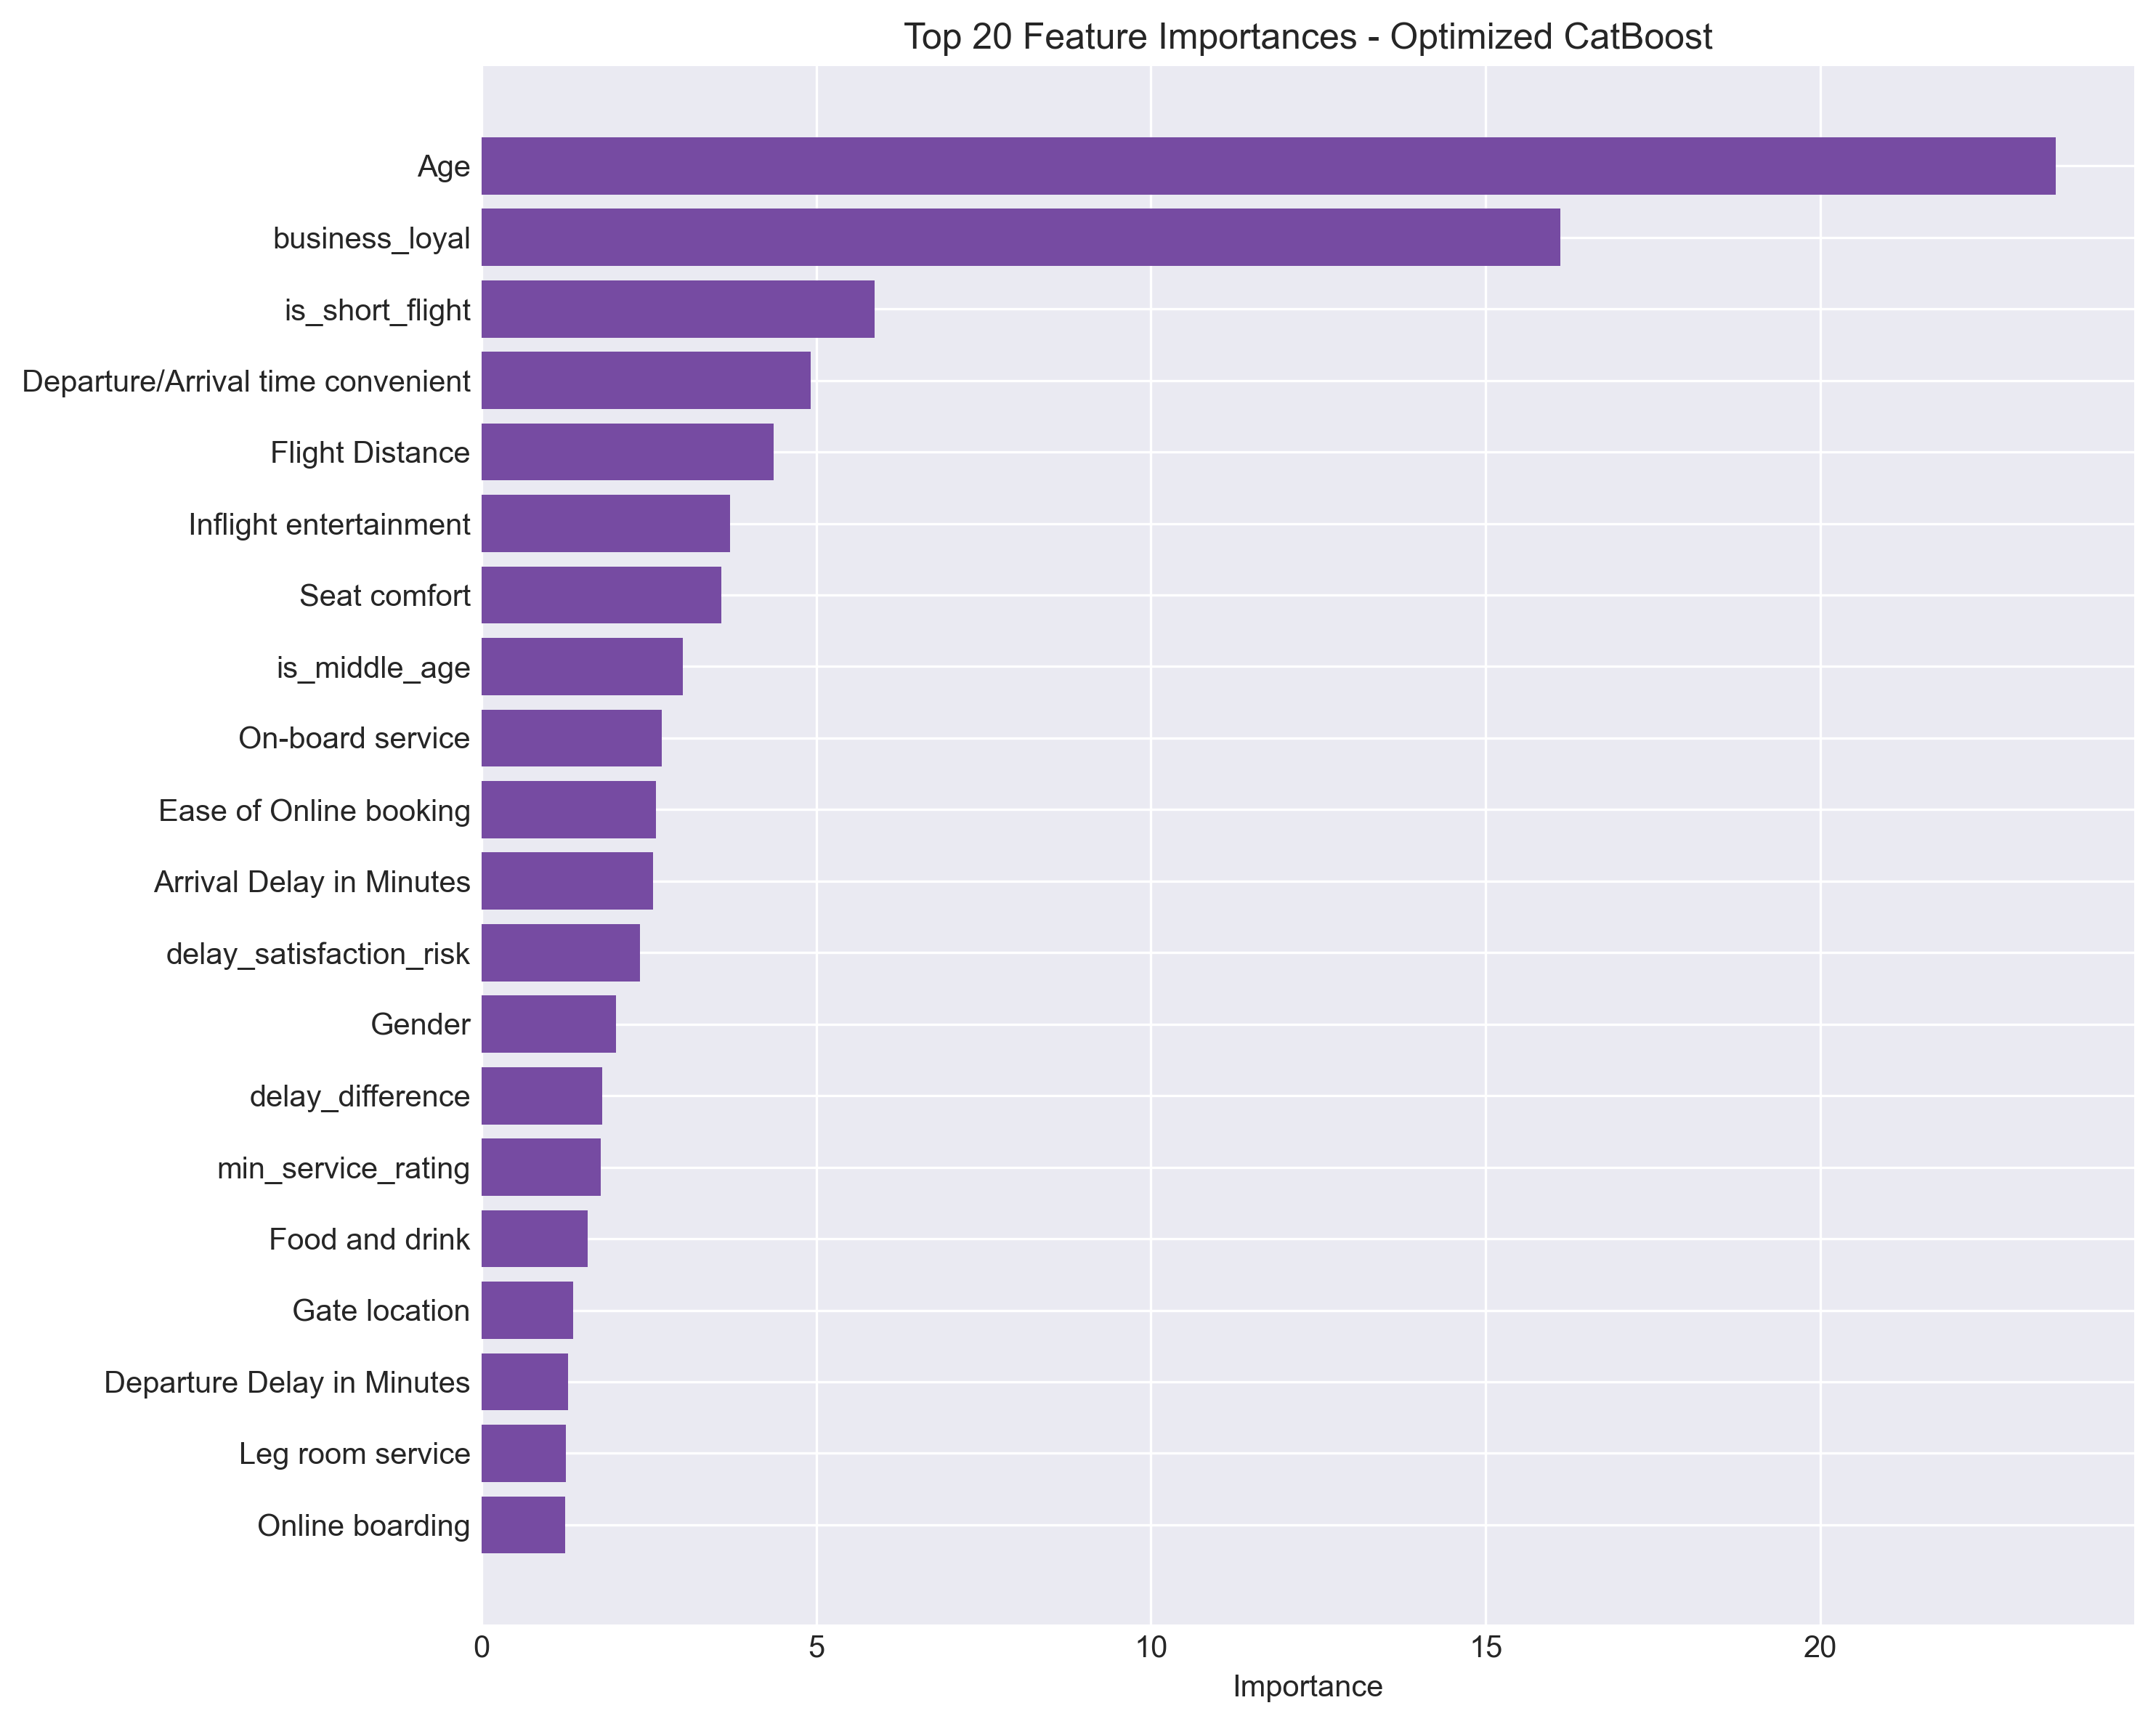 Top 20 Feature Importances - Optimized CatBoost
Age
business_loyal
is_short_flight
Departure/Arrival time convenient
Flight Distance
Inflight entertainment
Seat comfort
is_middle_age
On-board service
Ease of Online booking
Arrival Delay in Minutes
delay_satisfaction_risk
Gender
delay_difference
min_service_rating
Food and drink
Gate location
Departure Delay in Minutes
Leg room service
Online boarding
0 5 10 15 20
Importance